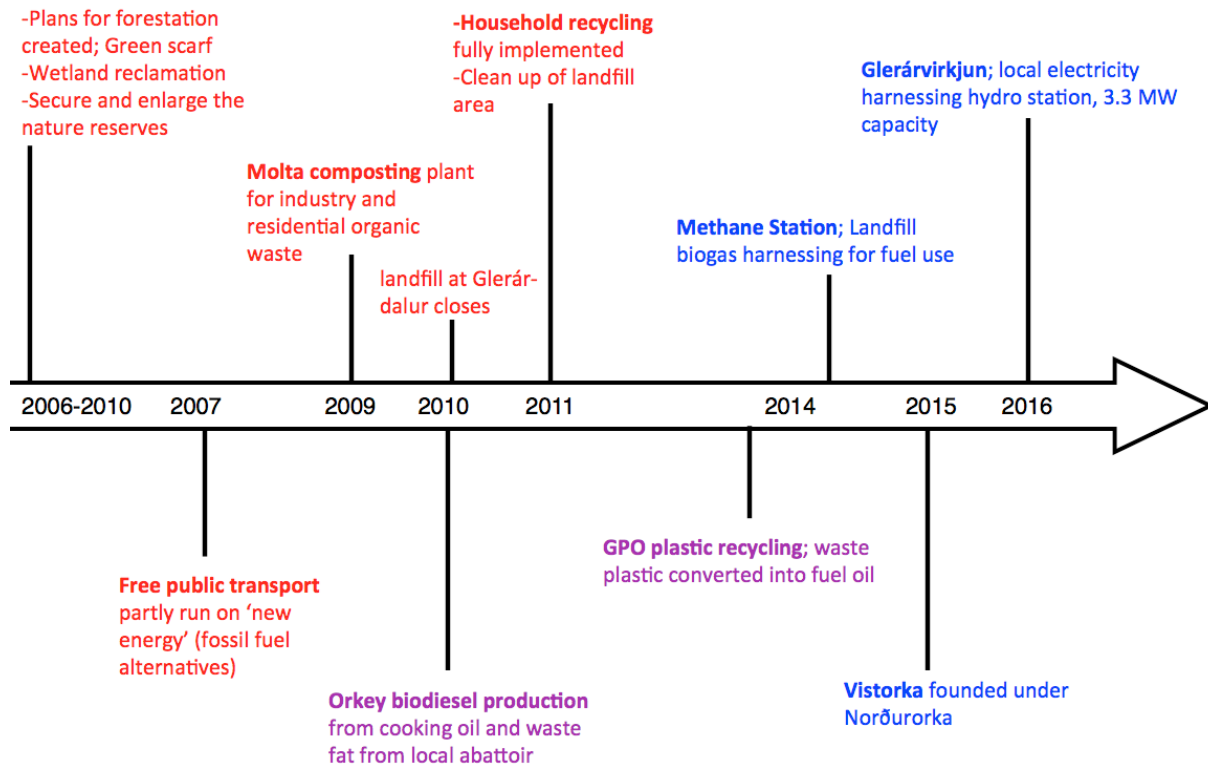 -Plans for forestation
created; Green scarf
-Wetland reclamation
-Secure and enlarge the
nature reserves
Molta composting plant
for industry and
residential organic
waste
landfill at Glerár-
dalur closes
-Household recycling
fully implemented
-Clean up of landfill
area
Methane Station; Landfill
biogas harnessing for fuel use
Glerárvirkjun; local electricity
harnessing hydro station, 3.3 MW
capacity
2006-2010 2007 2009 2010 2011 2014 2015 2016
Free public transport
partly run on ‘new
energy’ (fossil fuel
alternatives)
Orkey biodiesel production
from cooking oil and waste
fat from local abattoir
GPO plastic recycling; waste
plastic converted into fuel oil
Vistorka founded under
Norðurorka